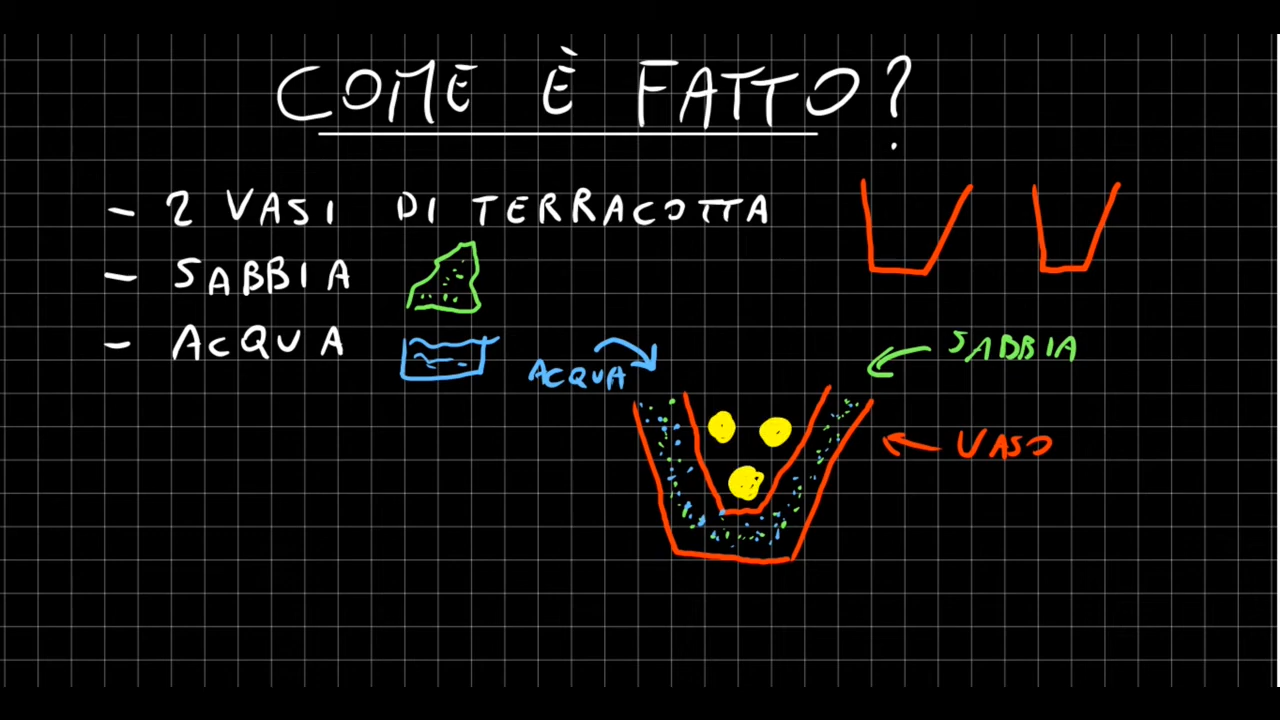 COME È FATTO?
- 2 VASI DI TERRACOTTA
- SABBIA
- ACQUA
SABBIA
ACQUA
VASO